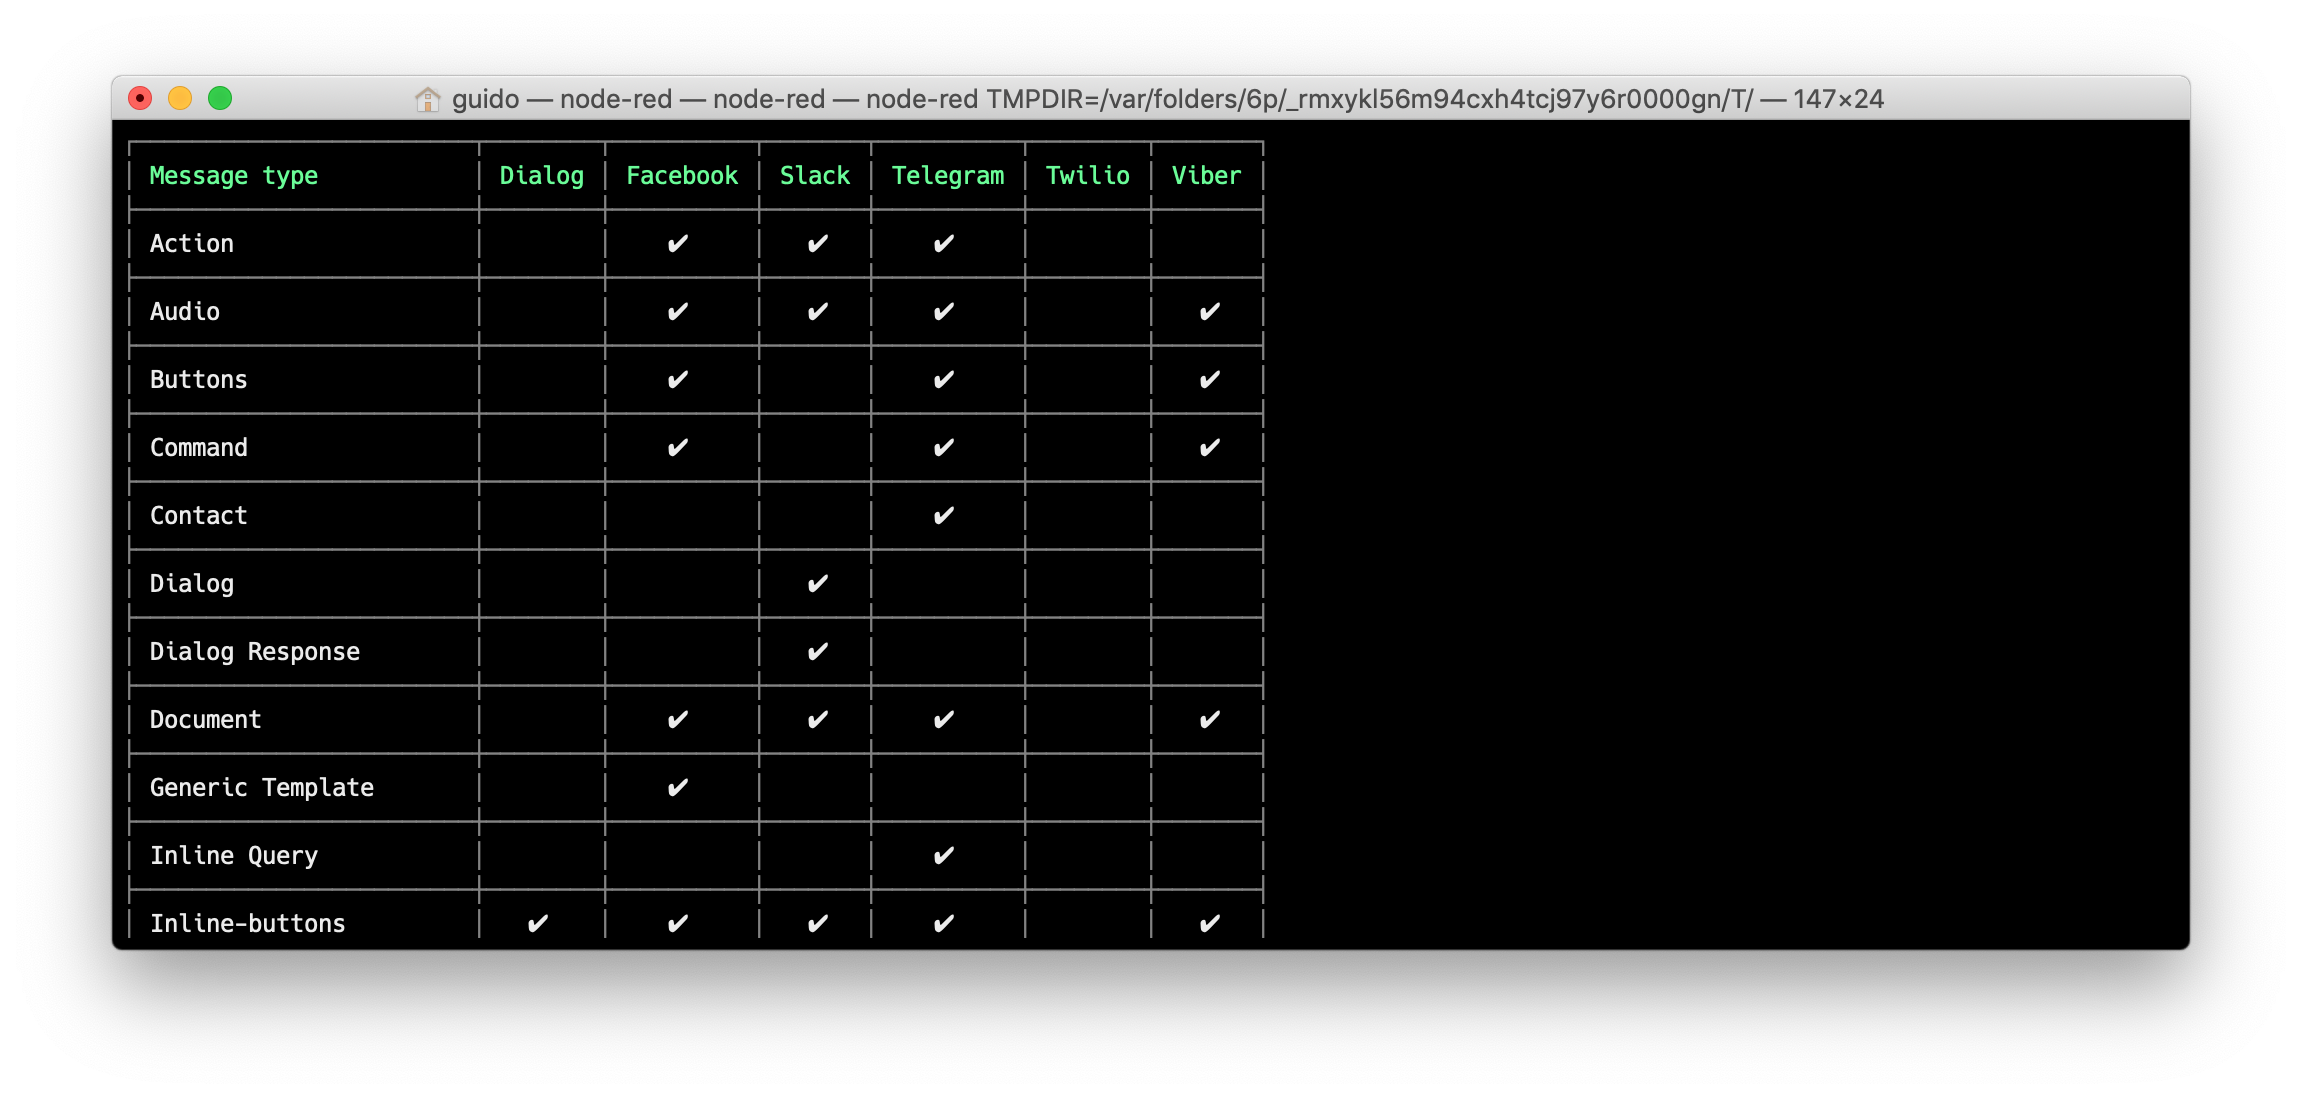 guido — node-red — node-red — node-red TMPDIR=/var/folders/6p/_rmxykl56m94cxh4tcj97y6r0000gn/T/ — 147×24
Message type Dialog Facebook Slack Telegram Twilio Viber
Action ✔ ✔ ✔
Audio ✔ ✔ ✔ ✔
Buttons ✔ ✔ ✔
Command ✔ ✔ ✔
Contact ✔
Dialog ✔
Dialog Response ✔
Document ✔ ✔ ✔ ✔
Generic Template ✔
Inline Query ✔
Inline-buttons ✔ ✔ ✔ ✔ ✔